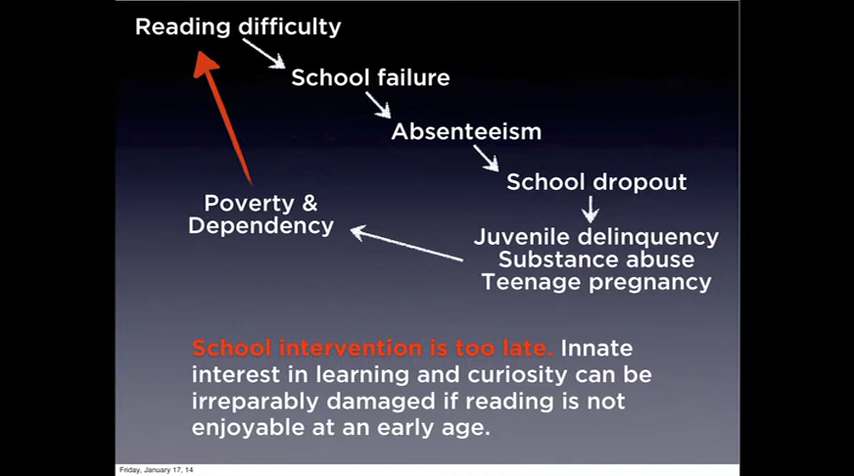 Reading difficulty
School failure
Absenteeism
School dropout
Juvenile delinquency
Substance abuse
Teenage pregnancy
Poverty &
Dependency
School intervention is too late. Innate
interest in learning and curiosity can be
irreparably damaged if reading is not
enjoyable at an early age.
Friday, January 17, 14